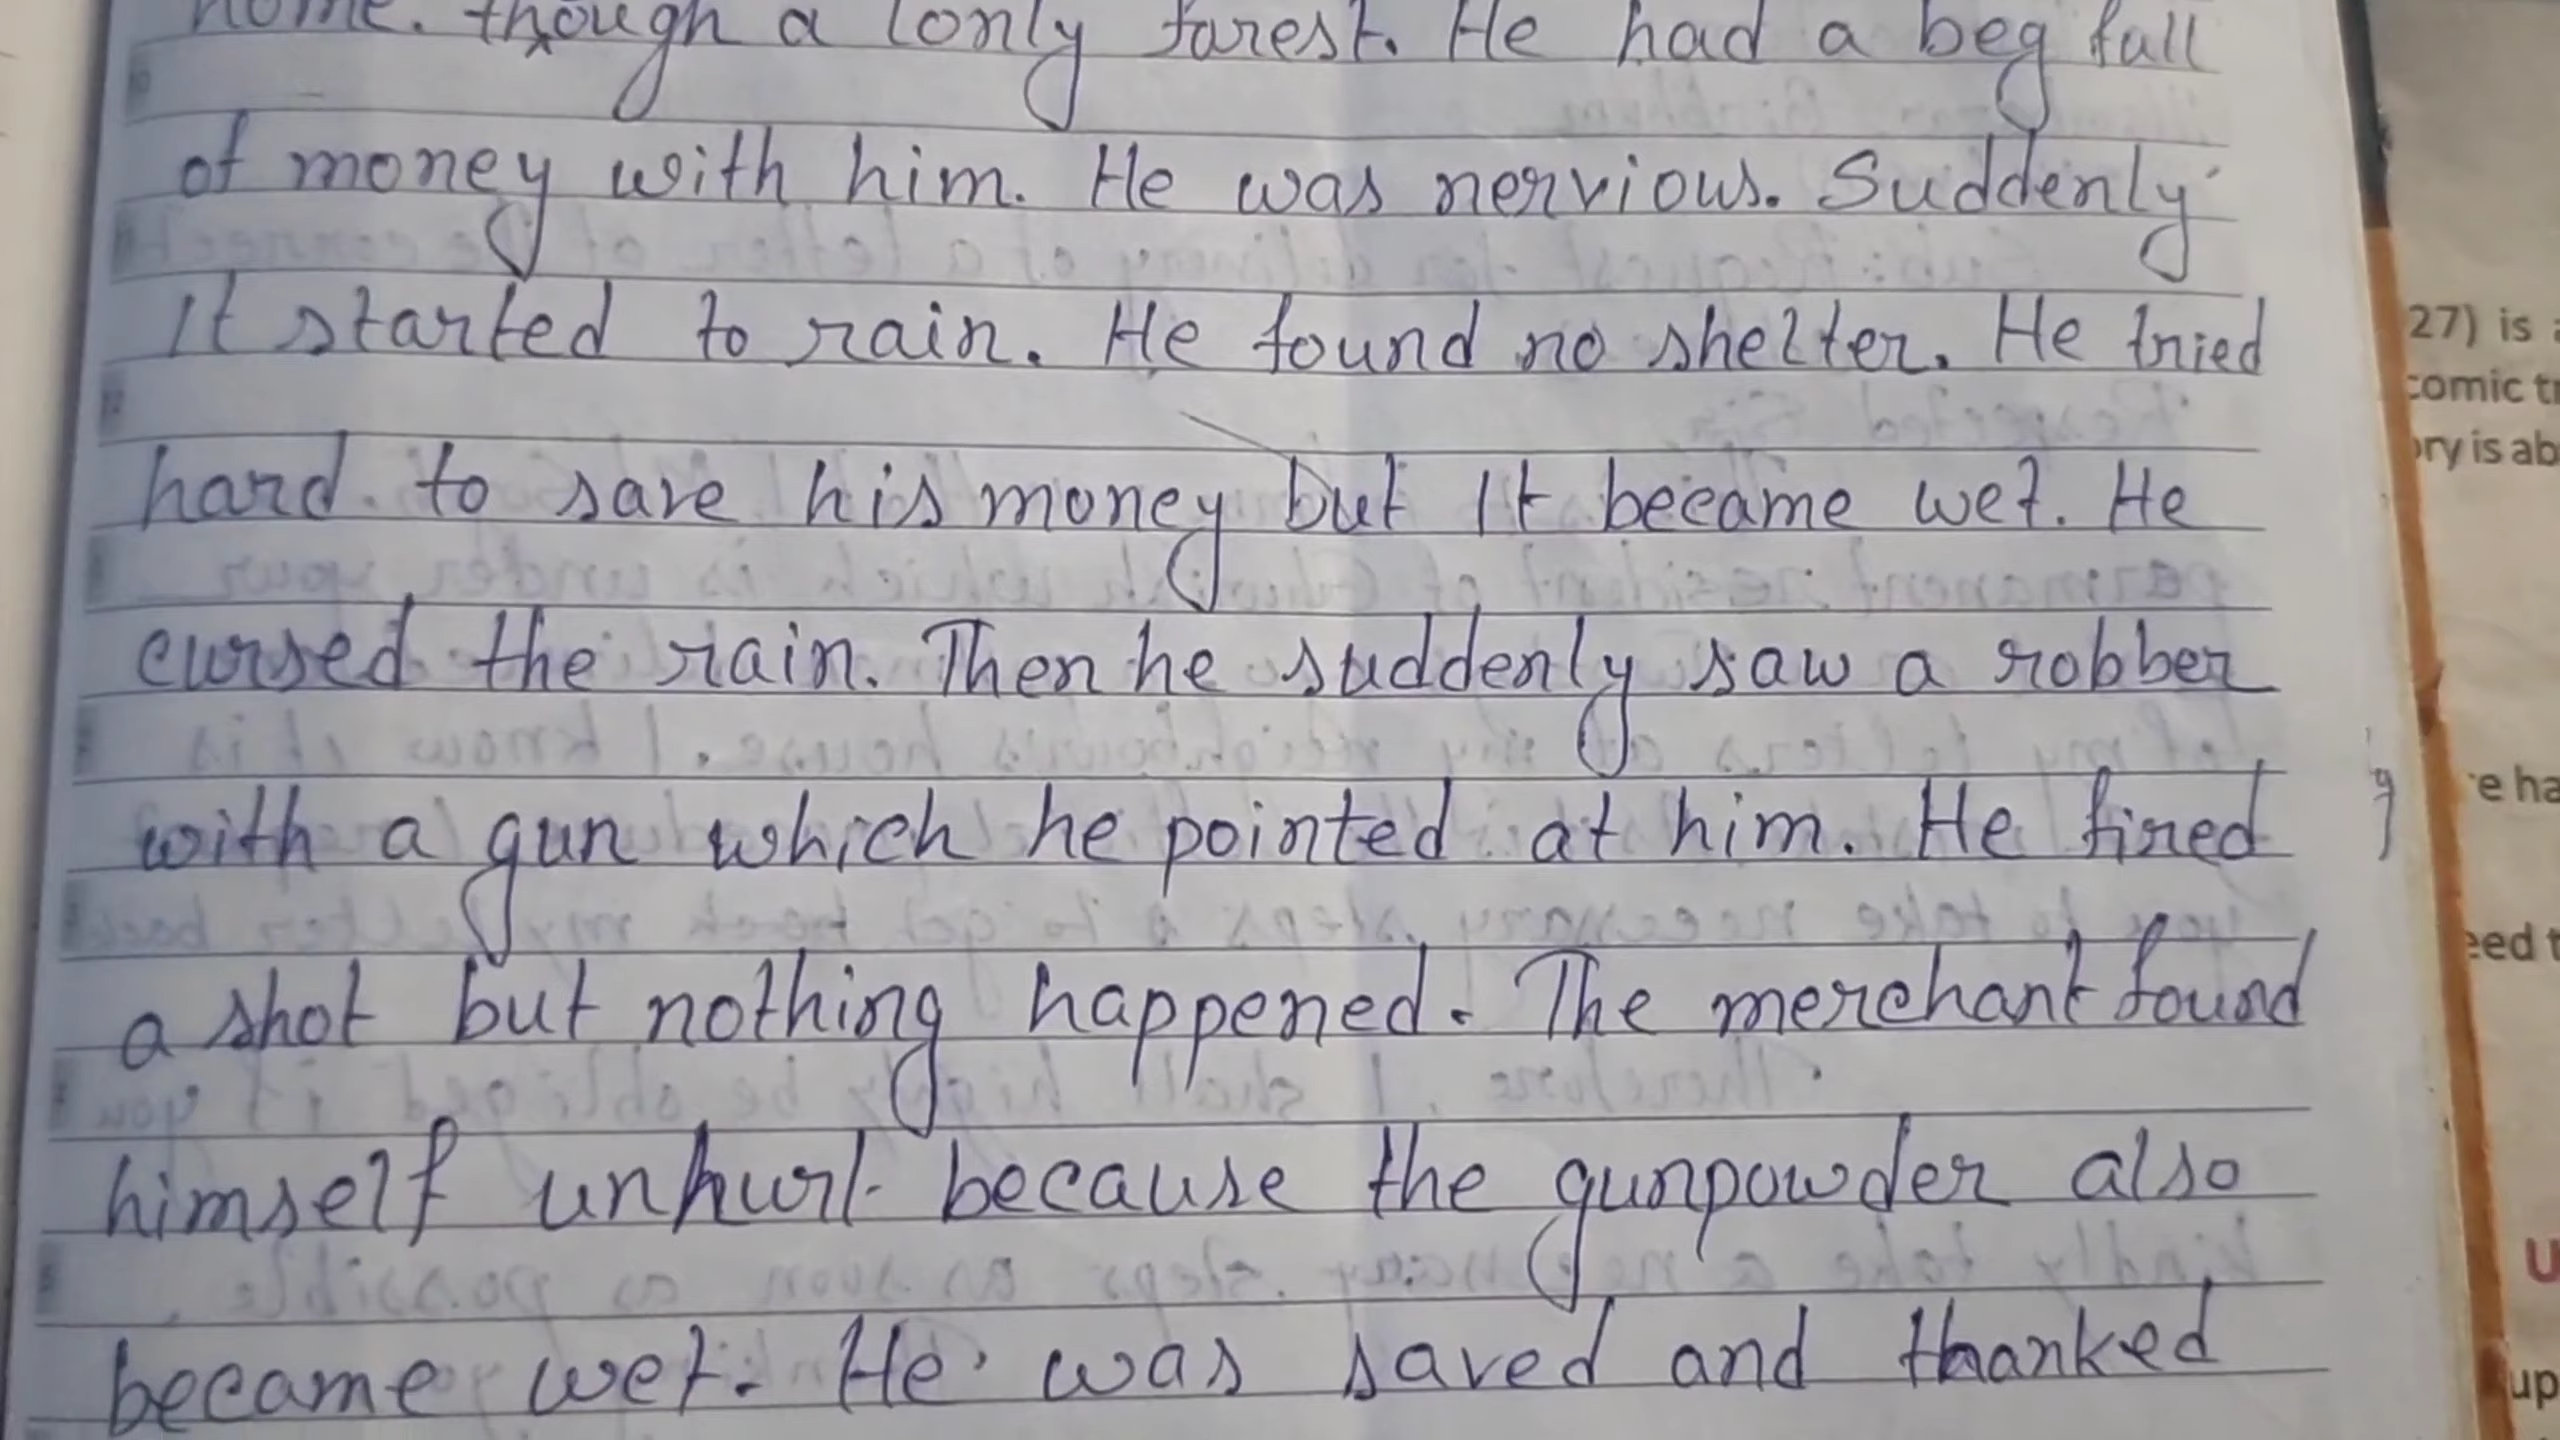 home. though a lonly farest. He had a beg fall
of money with him. He was nervious. Suddenly
It started to rain. He found no shelter. He tried
hard to save his money but It became wet. He
cursed the rain. Then he suddenly saw a robber
with a gun which he pointed at him. He fired
a shot but nothing happened. The merchant found
himself unhurt because the gunpowder also
became wet. He was saved and thanked
27) is
comic
ory is ab
e ha
eed t
U
up